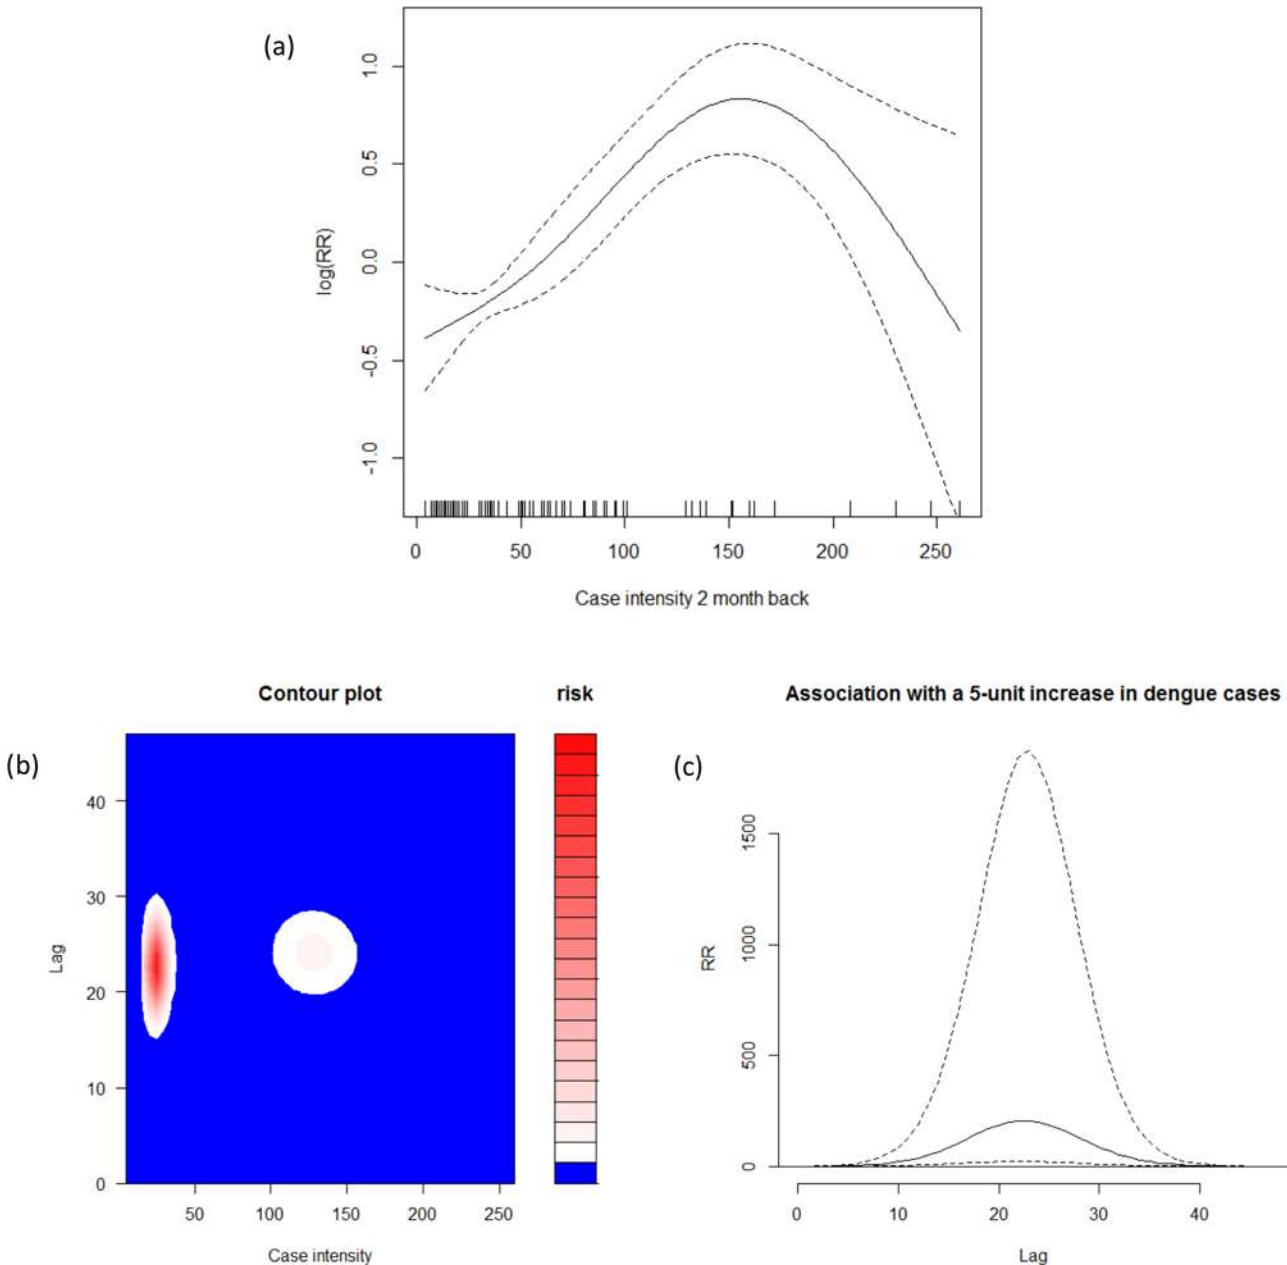 (a)
log(RR)
1.0
0.5
0.0
-0.5
-1.0
0 50 100 150 200 250
Case intensity 2 month back
Contour plot
risk
(b)
Lag
40
30
20
10
0
50 100 150 200 250
Case intensity
Association with a 5-unit increase in dengue cases
(c)
RR
1500
1000
500
0
0 10 20 30 40
Lag